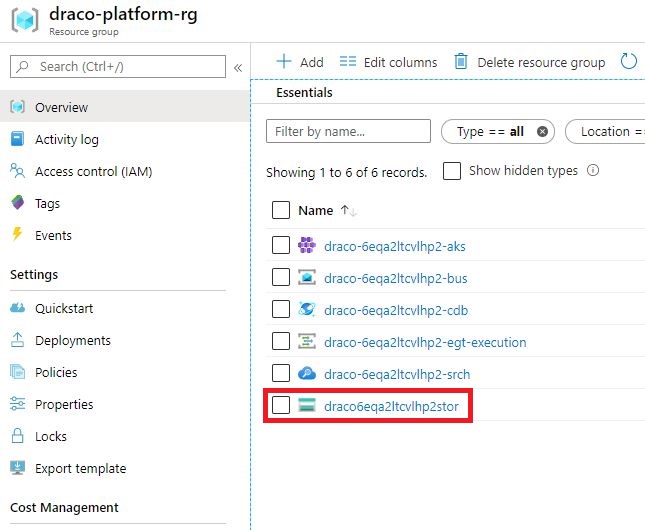 draco-platform-rg
Resource group
Search (Ctrl+/)
«
Overview
Activity log
Access control (IAM)
Tags
Events
Settings
Quickstart
Deployments
Policies
Properties
Locks
Export template
Cost Management
Add
Edit columns
Delete resource group
Essentials
Filter by name...
Type == all
Location ==
Showing 1 to 6 of 6 records.
Show hidden types
Name ↑↓
draco-6eqa2ltcvlhp2-aks
draco-6eqa2ltcvlhp2-bus
draco-6eqa2ltcvlhp2-cdb
draco-6eqa2ltcvlhp2-egt-execution
draco-6eqa2ltcvlhp2-srch
draco6eqa2ltcvlhp2stor